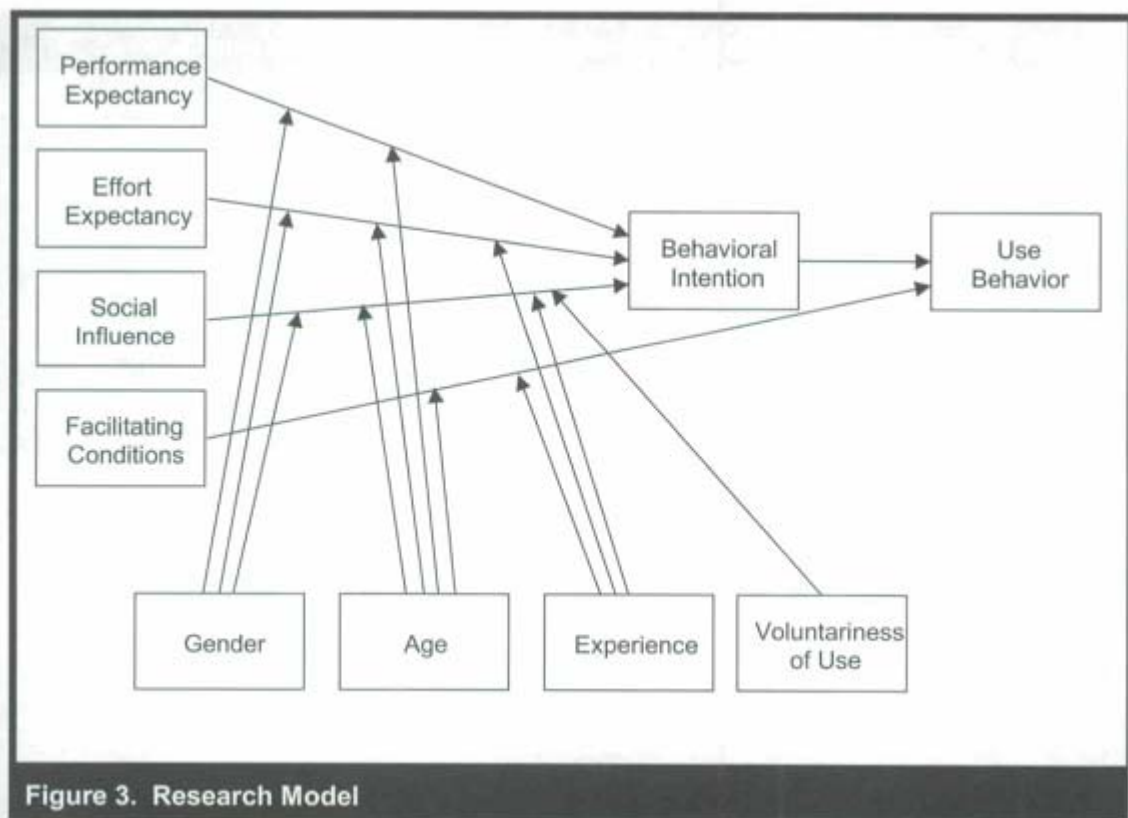 Performance
Expectancy
Effort
Expectancy
Social
Influence
Facilitating
Conditions
Behavioral
Intention
Use
Behavior
Gender
Age
Experience
Voluntariness
of Use
Figure 3. Research Model